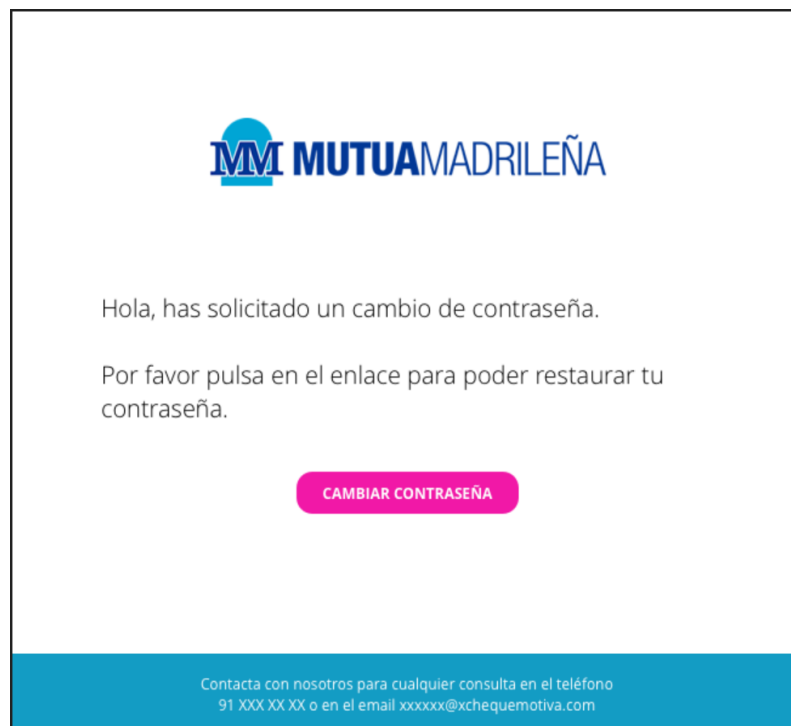 MM MUTUAMADRILEÑA
Hola, has solicitado un cambio de contraseña.
Por favor pulsa en el enlace para poder restaurar tu
contraseña.
CAMBIAR CONTRASEÑA
Contacta con nosotros para cualquier consulta en el teléfono
91 XXX XX XX o en el email xxxxxx@xchequemotiva.com